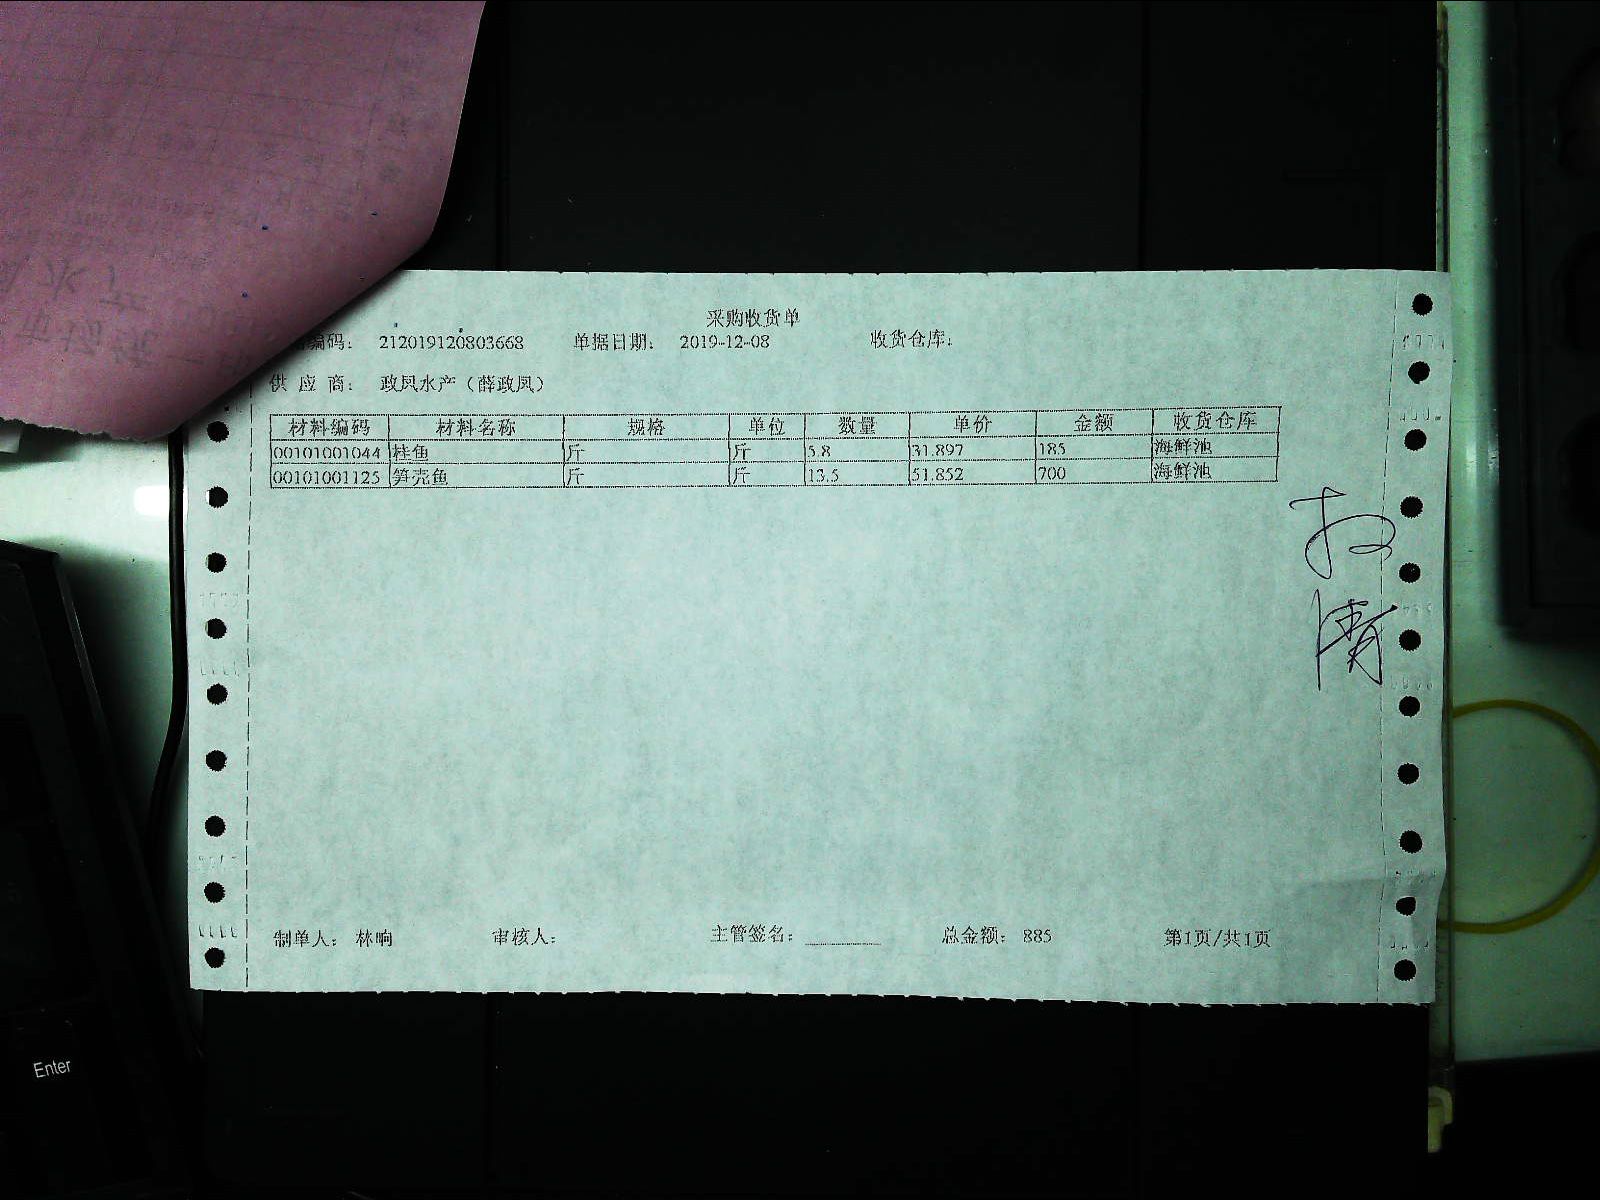 采购收货单
编码： 212019120803668 单据日期： 2019-12-08 收货仓库：
供 应 商： 政凤水产（薛政凤）
材料编码 材料名称 规格 单位 数量 单价 金额 收货仓库
00101001044 桂鱼 斤 斤 5.8 31.897 185 海鲜池
00101001125 笋壳鱼 斤 斤 13.5 51.852 700 海鲜池
制单人： 林响 审核人： 主管签名： 总金额： 885 第1页/共1页
Enter